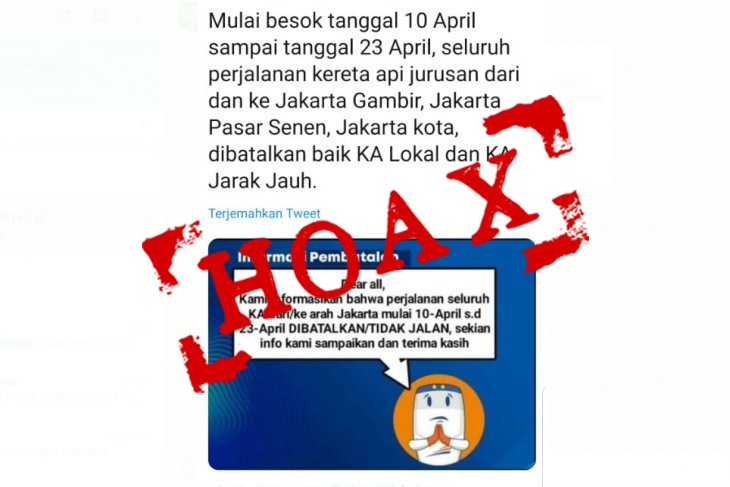 Mulai besok tanggal 10 April
sampai tanggal 23 April, seluruh
perjalanan kereta api jurusan dari
dan ke Jakarta Gambir, Jakarta
Pasar Senen, Jakarta kota,
dibatalkan baik KA Lokal dan KA
Jarak Jauh.
Terjemahkan Tweet
HOAX
Informasi Pembatalan
Dear all,
Kami informasikan bahwa perjalanan seluruh
KA dari/ke arah Jakarta mulai 10-April s.d
23-April DIBATALKAN/TIDAK JALAN, sekian
info kami sampaikan dan terima kasih